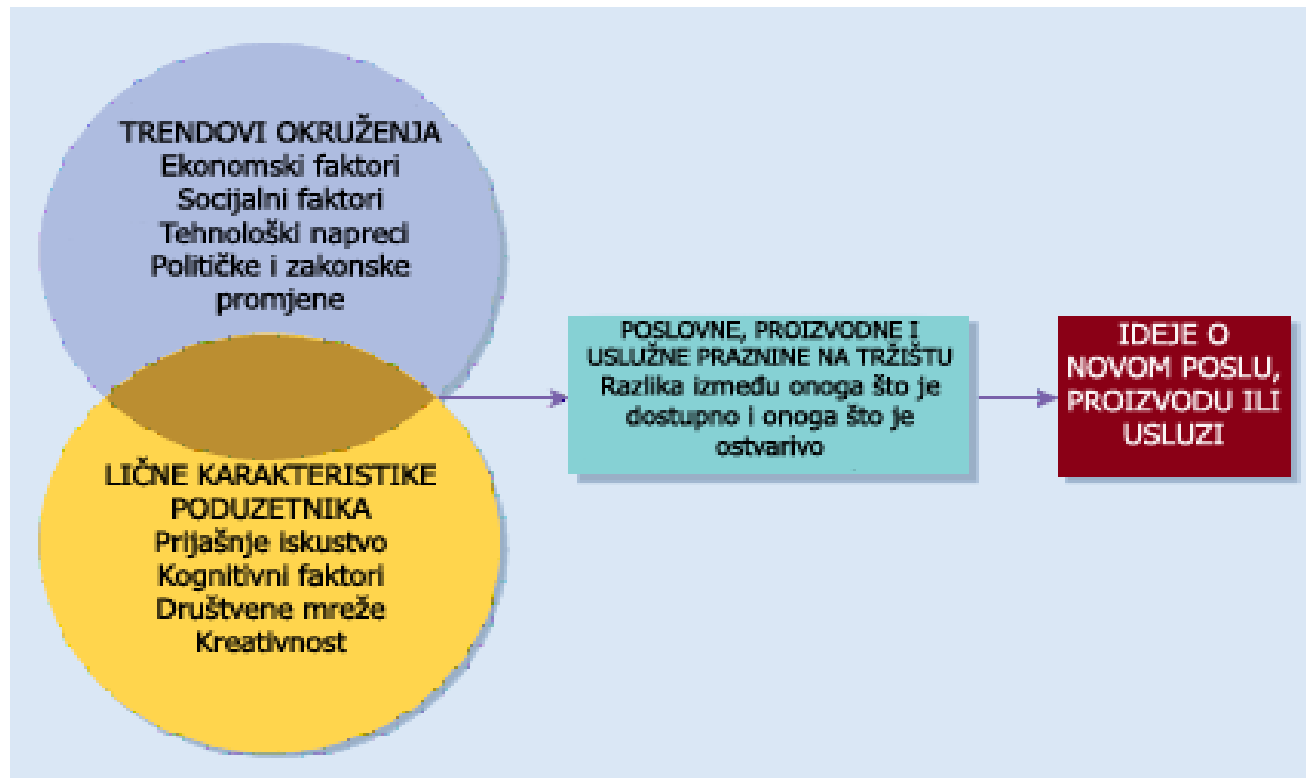 TRENDOVI OKRUŽENJA
Ekonomski faktori
Socijalni faktori
Tehnološki napreci
Političke i zakonske
promjene
LIČNE KARAKTERISTIKE
PODUZETNIKA
Prijašnje iskustvo
Kognitivni faktori
Društvene mreže
Kreativnost
POSLOVNE, PROIZVODNE I
USLUŽNE PRAZNINE NA TRŽIŠTU
Razlika između onoga što je
dostupno i onoga što je
ostvarivo
IDEJE O
NOVOM POSLU,
PROIZVODU ILI
USLUZI